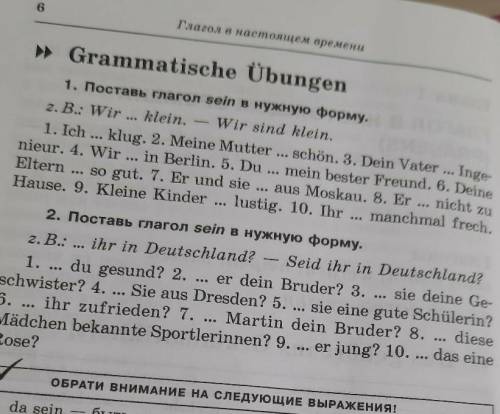 6
Глагол в настоящем времени
Grammatische Übungen
1. Поставь глагол sein в нужную форму.
z. B.: Wir ... klein. — Wir sind klein.
1. Ich ... klug. 2. Meine Mutter ... schön. 3. Dein Vater ... Inge-
nieur. 4. Wir ... in Berlin. 5. Du ... mein bester Freund. 6. Deine
Eltern ... so gut. 7. Er und sie ... aus Moskau. 8. Er ... nicht zu
Hause. 9. Kleine Kinder ... lustig. 10. Ihr ... manchmal frech.
2. Поставь глагол sein в нужную форму.
z. B.: ... ihr in Deutschland? — Seid ihr in Deutschland?
1. ... du gesund? 2. ... er dein Bruder? 3. ... sie deine Ge-
schwister? 4. ... Sie aus Dresden? 5. ... sie eine gute Schülerin?
6. ... ihr zufrieden? 7. ... Martin dein Bruder? 8. ... diese
Mädchen bekannte Sportlerinnen? 9. ... er jung? 10. ... das eine
Rose?
ОБРАТИ ВНИМАНИЕ НА СЛЕДУЮЩИЕ ВЫРАЖЕНИЯ!
da sein —